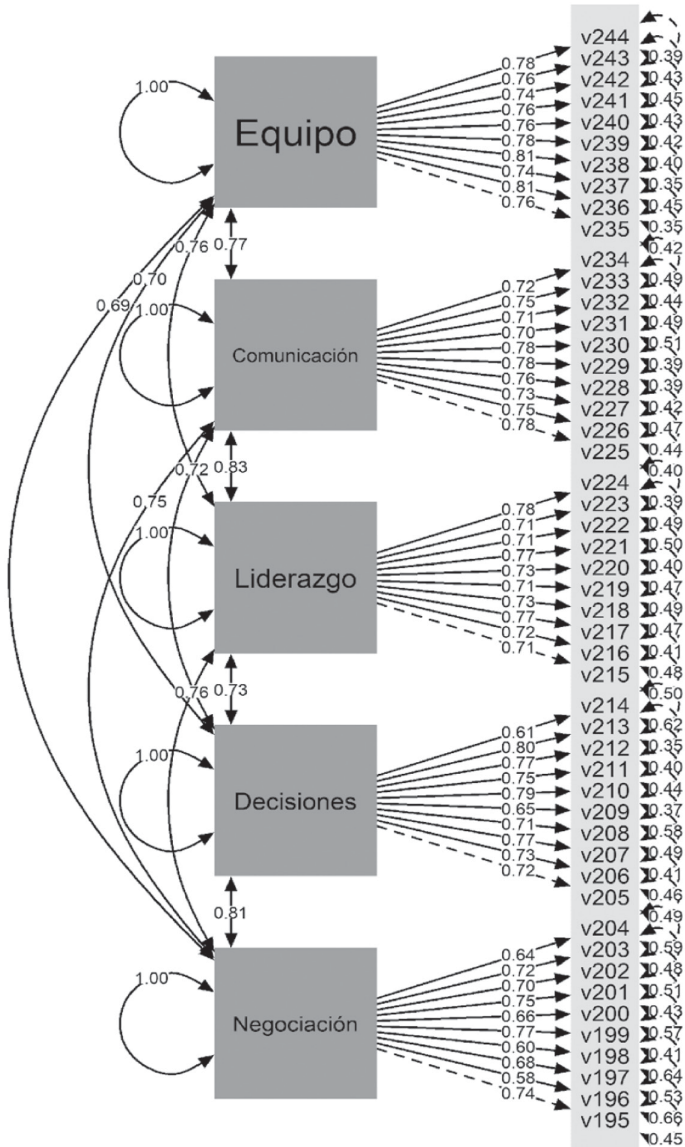 1.00
Equipo
0.78
0.76
0.74
0.76
0.76
0.78
0.81
0.74
0.81
0.76
v244
v243
v242
v241
v240
v239
v238
v237
v236
v235
0.39
0.43
0.45
0.43
0.42
0.40
0.35
0.45
0.35
0.42
0.69
0.70
0.76
0.77
1.00
Comunicación
0.72
0.75
0.71
0.70
0.78
0.78
0.76
0.73
0.75
0.78
v234
v233
v232
v231
v230
v229
v228
v227
v226
v225
0.49
0.44
0.49
0.51
0.39
0.39
0.42
0.47
0.44
0.40
0.75
0.72
0.83
1.00
Liderazgo
0.78
0.71
0.71
0.77
0.73
0.71
0.73
0.77
0.72
0.71
v224
v223
v222
v221
v220
v219
v218
v217
v216
v215
0.39
0.49
0.50
0.40
0.47
0.49
0.47
0.41
0.48
0.50
0.76
0.73
1.00
Decisiones
0.61
0.80
0.77
0.75
0.79
0.65
0.71
0.77
0.73
0.72
v214
v213
v212
v211
v210
v209
v208
v207
v206
v205
0.62
0.35
0.40
0.44
0.37
0.58
0.49
0.41
0.46
0.49
0.81
1.00
Negociación
0.64
0.72
0.70
0.75
0.66
0.77
0.60
0.68
0.58
0.74
v204
v203
v202
v201
v200
v199
v198
v197
v196
v195
0.59
0.48
0.51
0.43
0.57
0.41
0.64
0.53
0.66
0.45